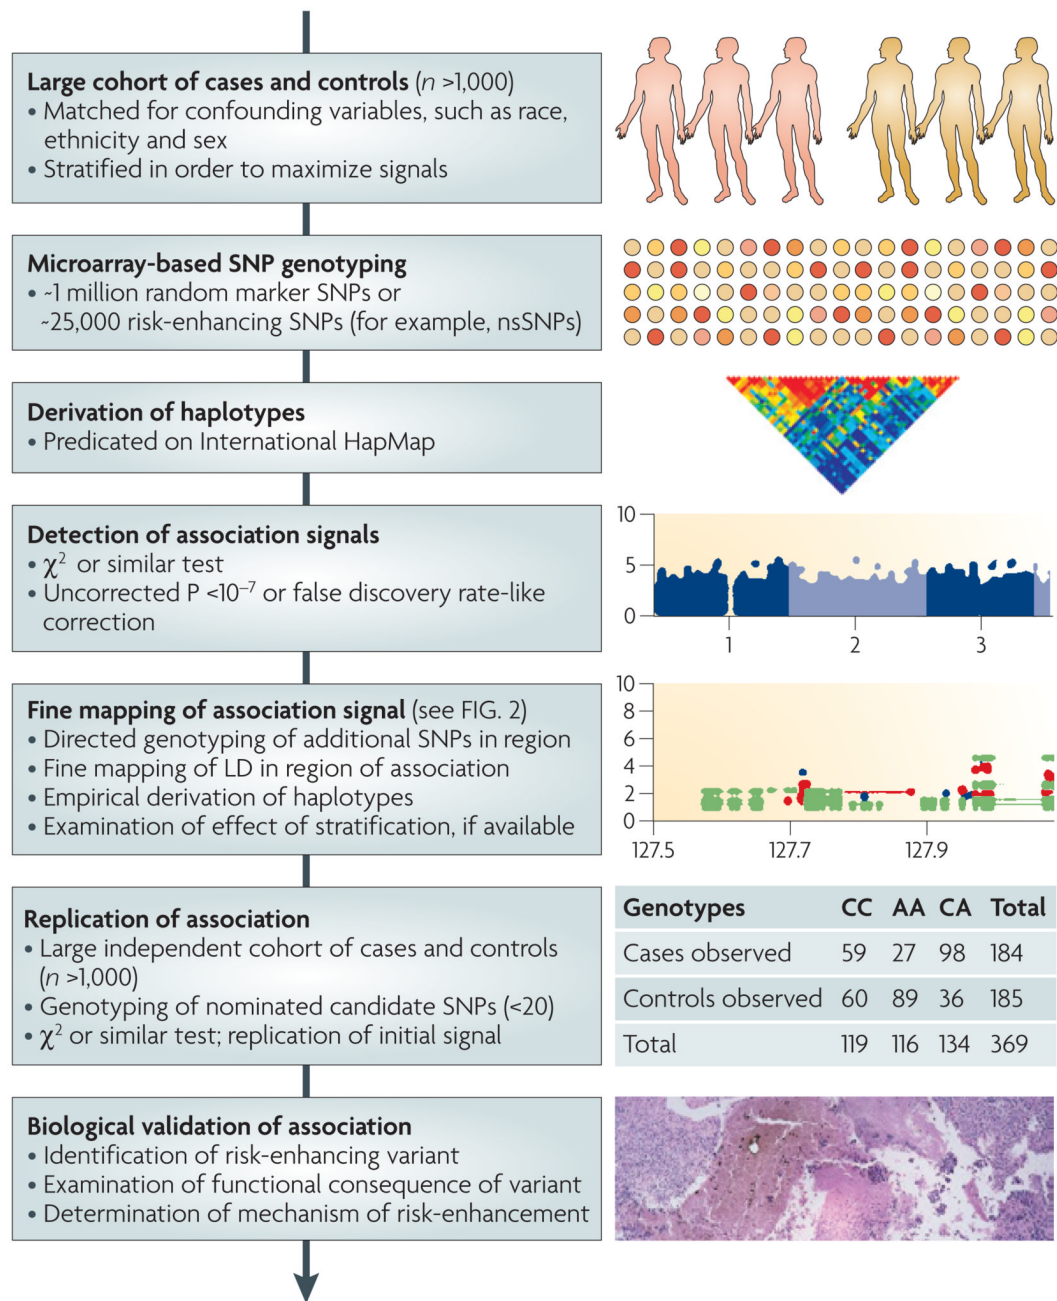 Large cohort of cases and controls (n >1,000)
• Matched for confounding variables, such as race,
ethnicity and sex
• Stratified in order to maximize signals
Microarray-based SNP genotyping
• ~1 million random marker SNPs or
~25,000 risk-enhancing SNPs (for example, nsSNPs)
Derivation of haplotypes
• Predicated on International HapMap
Detection of association signals
• χ² or similar test
• Uncorrected P <10⁻⁷ or false discovery rate-like
correction
10
5
0
1 2 3
Fine mapping of association signal (see FIG. 2)
• Directed genotyping of additional SNPs in region
• Fine mapping of LD in region of association
• Empirical derivation of haplotypes
• Examination of effect of stratification, if available
10
8
6
4
2
0
127.5 127.7 127.9
Replication of association
• Large independent cohort of cases and controls
(n >1,000)
• Genotyping of nominated candidate SNPs (<20)
• χ² or similar test; replication of initial signal
Genotypes CC AA CA Total
Cases observed 59 27 98 184
Controls observed 60 89 36 185
Total 119 116 134 369
Biological validation of association
• Identification of risk-enhancing variant
• Examination of functional consequence of variant
• Determination of mechanism of risk-enhancement